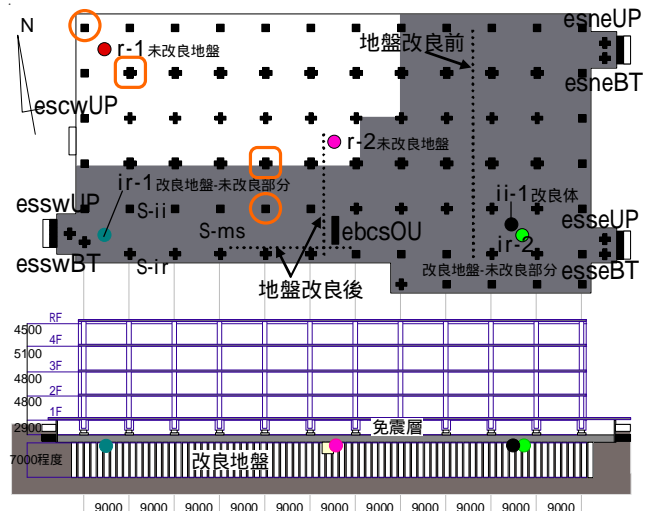 esneUP
N
地盤改良前
r-1 未改良地盤
esneBT
escwUP
r-2 未改良地盤
ir-1 改良地盤-未改良部分
ii-1 改良体
esswUP
S-ii
esseUP
S-ms
ebcsOU
ir-2
esswBT
S-ir
改良地盤-未改良部分
esseBT
地盤改良後
RF
4500
4F
5100
3F
4800
2F
4800
1F
2900
免震層
7000程度
改良地盤
9000 9000 9000 9000 9000 9000 9000 9000 9000 9000 9000